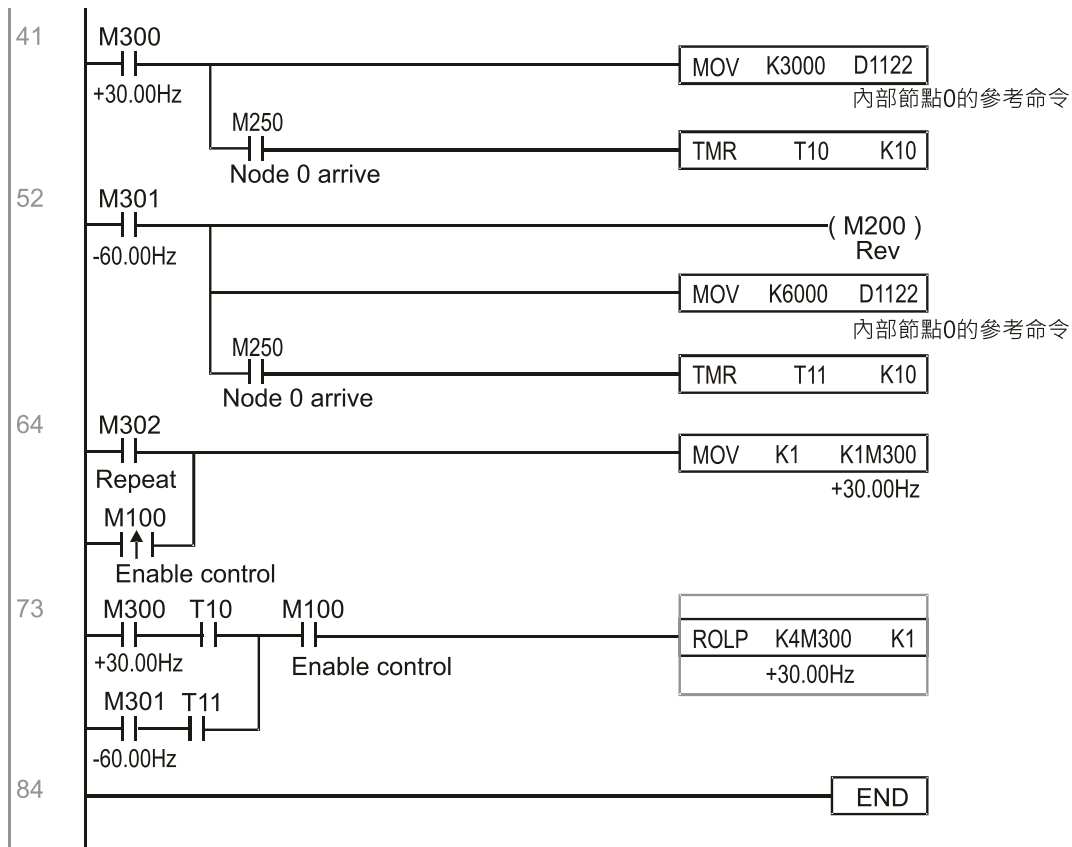 41
M300
MOV K3000 D1122
+30.00Hz
內部節點0的參考命令
M250
TMR T10 K10
Node 0 arrive
52
M301
( M200 )
-60.00Hz
Rev
MOV K6000 D1122
內部節點0的參考命令
M250
TMR T11 K10
Node 0 arrive
64
M302
MOV K1 K1M300
Repeat
+30.00Hz
M100
Enable control
73
M300 T10 M100
ROLP K4M300 K1
+30.00Hz
Enable control
+30.00Hz
M301 T11
-60.00Hz
84
END